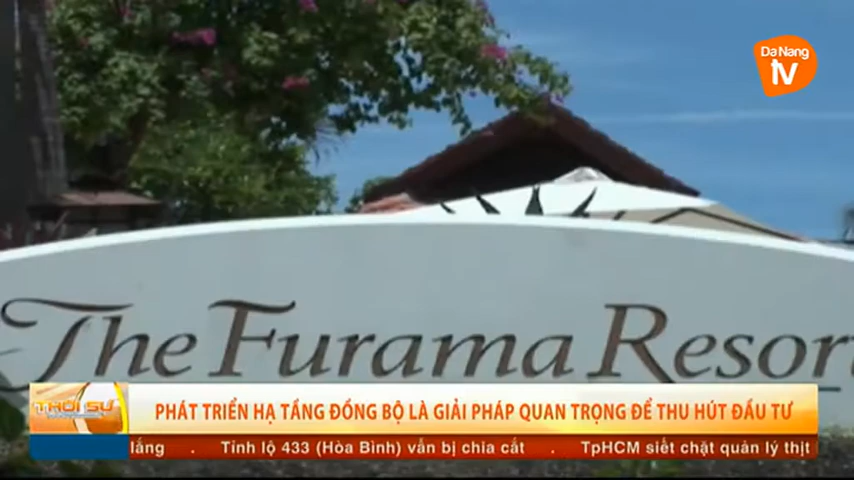 Da Nang
tv
The Furama Resor
THỜI SỰ
PHÁT TRIỂN HẠ TẦNG ĐỒNG BỘ LÀ GIẢI PHÁP QUAN TRỌNG ĐỂ THU HÚT ĐẦU TƯ
lắng . Tỉnh lộ 433 (Hòa Bình) vẫn bị chia cắt . TpHCM siết chặt quản lý thịt